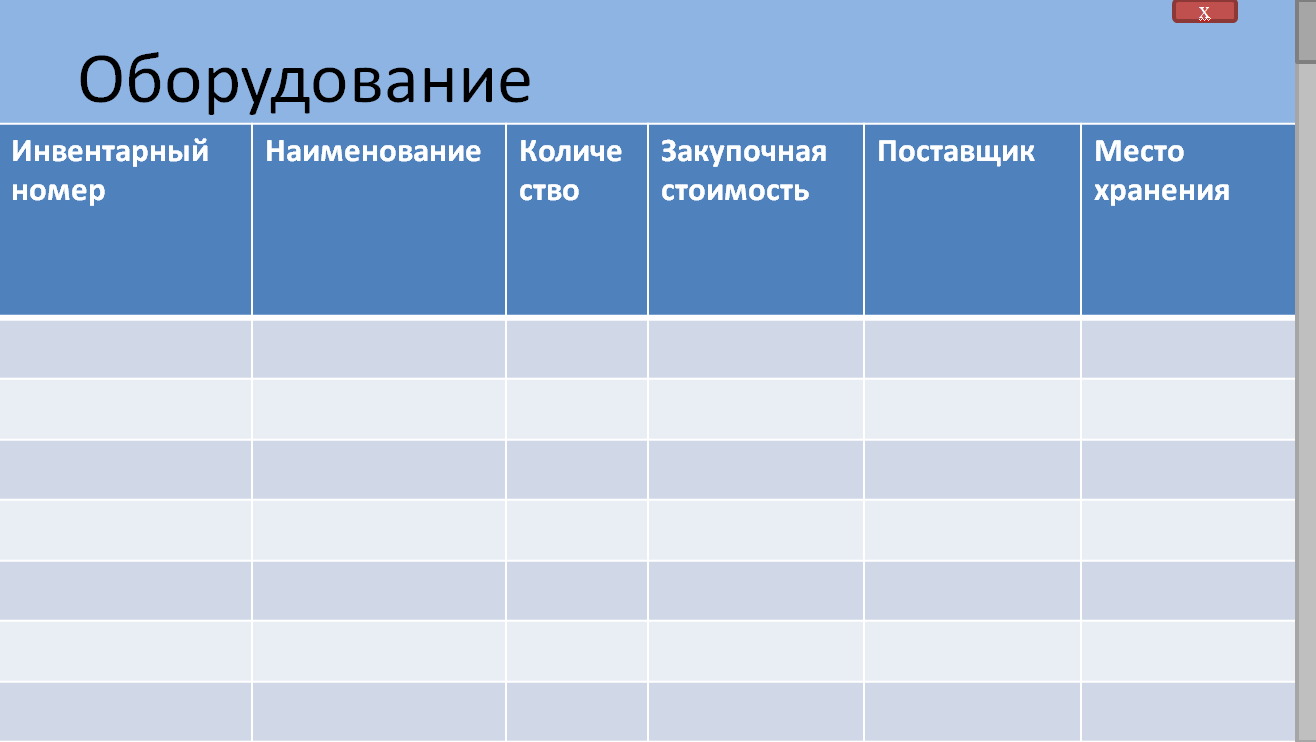 x
Оборудование
Инвентарный
номер
Наименование
Количе
ство
Закупочная
стоимость
Поставщик
Место
хранения